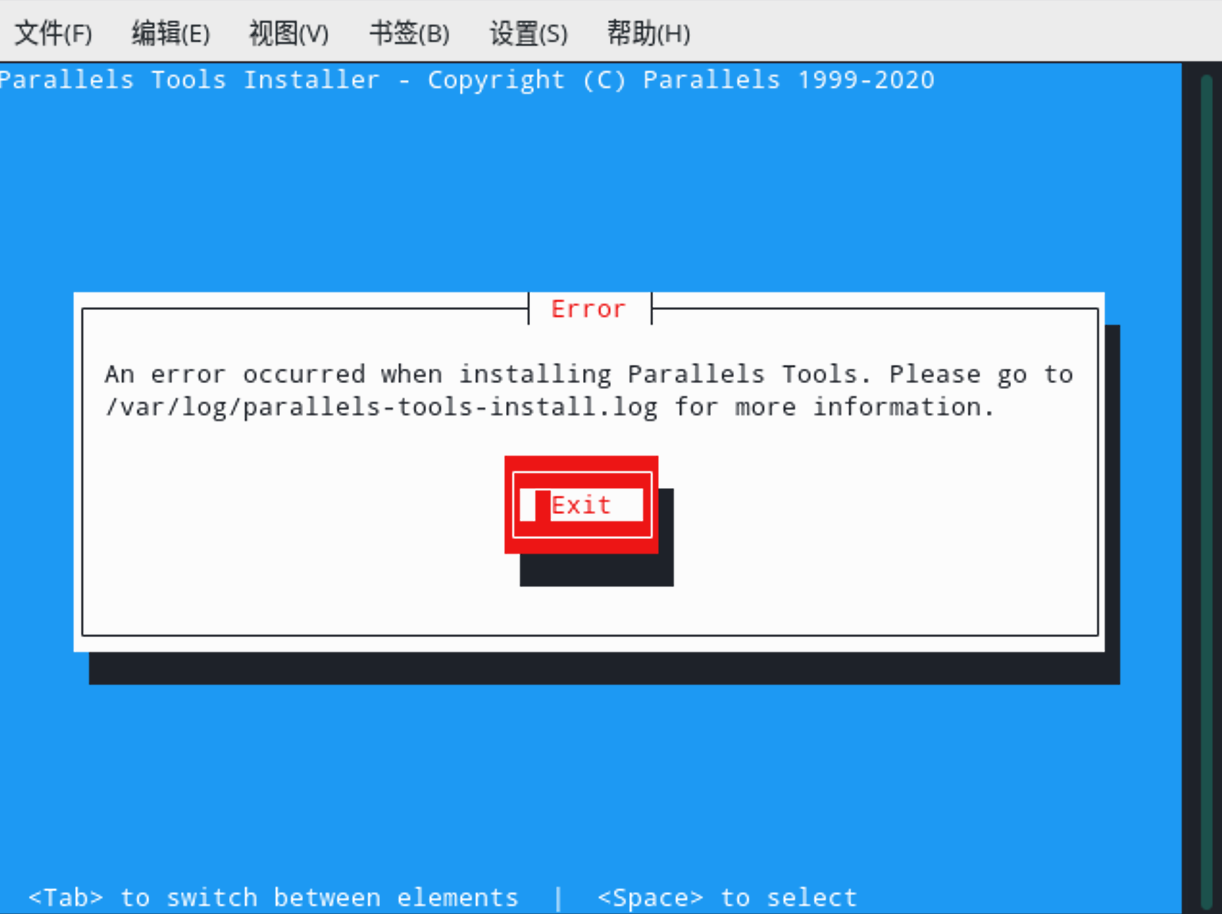 文件(F) 编辑(E) 视图(V) 书签(B) 设置(S) 帮助(H)
Parallels Tools Installer - Copyright (C) Parallels 1999-2020
Error
An error occurred when installing Parallels Tools. Please go to
/var/log/parallels-tools-install.log for more information.
Exit
<Tab> to switch between elements | <Space> to select